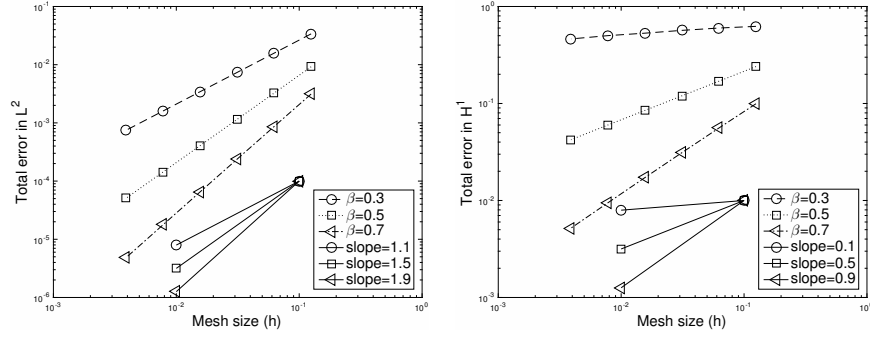 10^-1
10^-2
10^-3
10^-4
10^-5
10^-6
Total error in L^2
10^-3
10^-2
10^-1
10^0
Mesh size (h)
β=0.3
β=0.5
β=0.7
slope=1.1
slope=1.5
slope=1.9
10^0
10^-1
10^-2
10^-3
Total error in H^1
10^-3
10^-2
10^-1
10^0
Mesh size (h)
β=0.3
β=0.5
β=0.7
slope=0.1
slope=0.5
slope=0.9